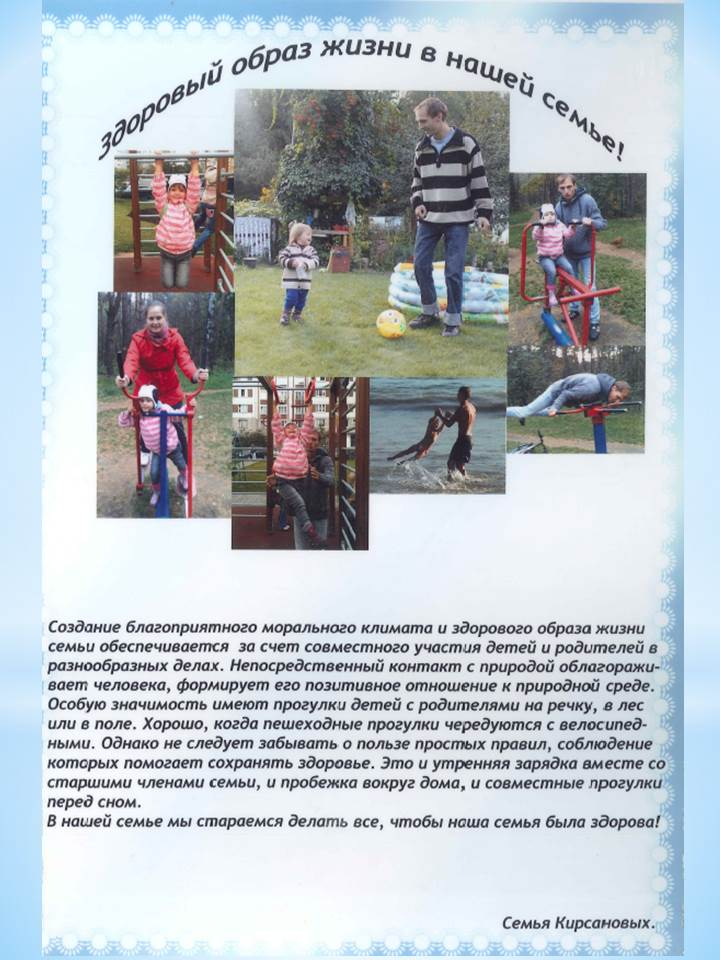 Здоровый образ жизни в нашей семье!
Создание благоприятного морального климата и здорового образа жизни
семьи обеспечивается за счет совместного участия детей и родителей в
разнообразных делах. Непосредственный контакт с природой облагоражи-
вает человека, формирует его позитивное отношение к природной среде.
Особую значимость имеют прогулки детей с родителями на речку, в лес
или в поле. Хорошо, когда пешеходные прогулки чередуются с велосипед-
ными. Однако не следует забывать о пользе простых правил, соблюдение
которых помогает сохранять здоровье. Это и утренняя зарядка вместе со
старшими членами семьи, и пробежка вокруг дома, и совместные прогулки
перед сном.
В нашей семье мы стараемся делать все, чтобы наша семья была здорова!
Семья Кирсановых.